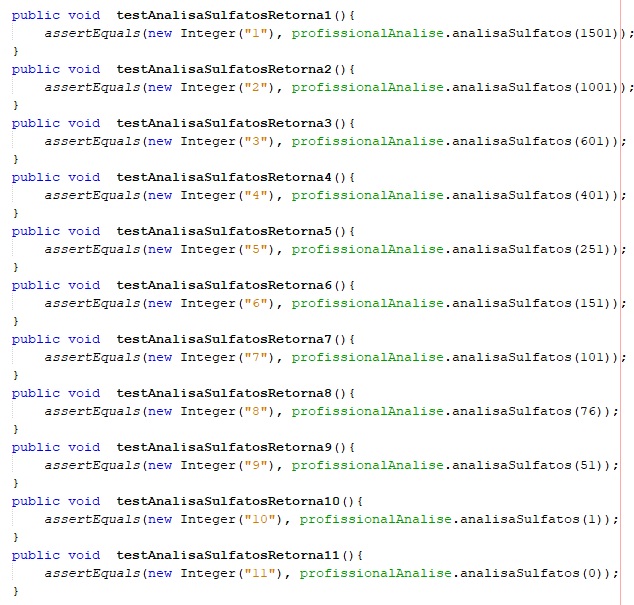 public void  testAnalisaSulfatosRetorna1(){
    assertEquals(new Integer("1"), profissionalAnalise.analisaSulfatos(1501));
}
public void  testAnalisaSulfatosRetorna2(){
    assertEquals(new Integer("2"), profissionalAnalise.analisaSulfatos(1001));
}
public void  testAnalisaSulfatosRetorna3(){
    assertEquals(new Integer("3"), profissionalAnalise.analisaSulfatos(601));
}
public void  testAnalisaSulfatosRetorna4(){
    assertEquals(new Integer("4"), profissionalAnalise.analisaSulfatos(401));
}
public void  testAnalisaSulfatosRetorna5(){
    assertEquals(new Integer("5"), profissionalAnalise.analisaSulfatos(251));
}
public void  testAnalisaSulfatosRetorna6(){
    assertEquals(new Integer("6"), profissionalAnalise.analisaSulfatos(151));
}
public void  testAnalisaSulfatosRetorna7(){
    assertEquals(new Integer("7"), profissionalAnalise.analisaSulfatos(101));
}
public void  testAnalisaSulfatosRetorna8(){
    assertEquals(new Integer("8"), profissionalAnalise.analisaSulfatos(76));
}
public void  testAnalisaSulfatosRetorna9(){
    assertEquals(new Integer("9"), profissionalAnalise.analisaSulfatos(51));
}
public void  testAnalisaSulfatosRetorna10(){
    assertEquals(new Integer("10"), profissionalAnalise.analisaSulfatos(1));
}
public void  testAnalisaSulfatosRetorna11(){
    assertEquals(new Integer("11"), profissionalAnalise.analisaSulfatos(0));
}